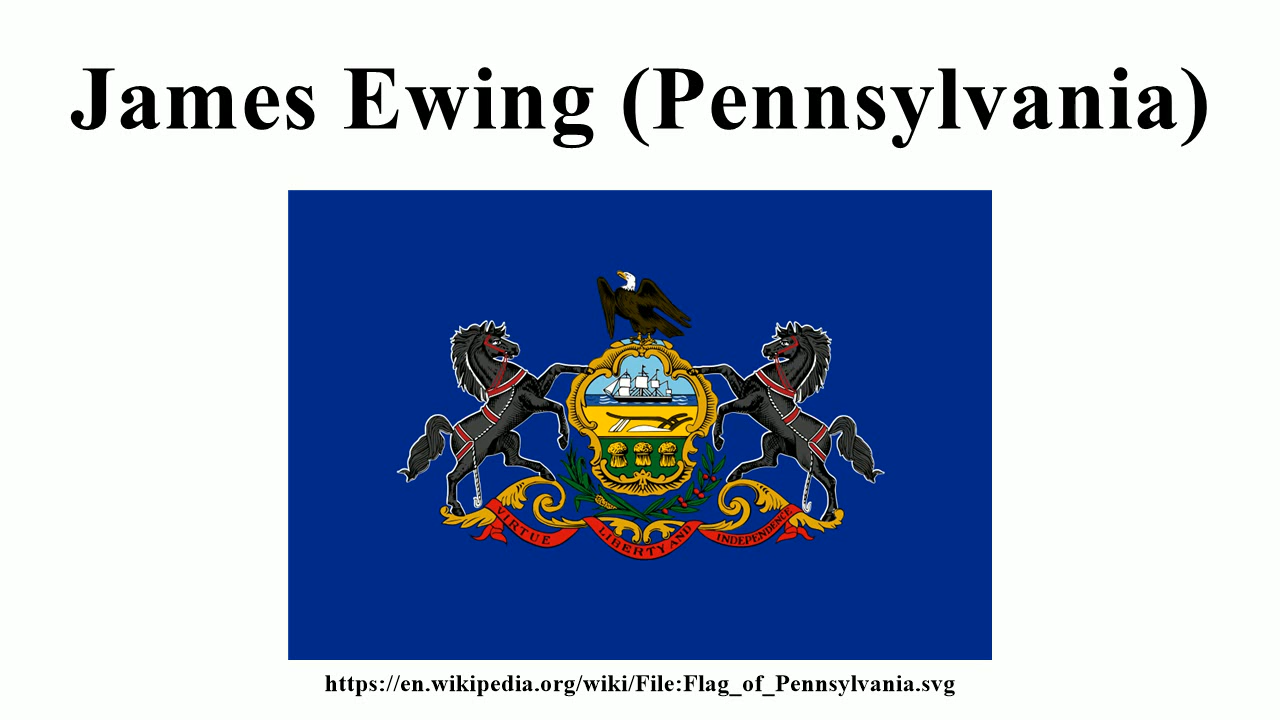 James Ewing (Pennsylvania)
VIRTUE LIBERTY AND INDEPENDENCE
https://en.wikipedia.org/wiki/File:Flag_of_Pennsylvania.svg